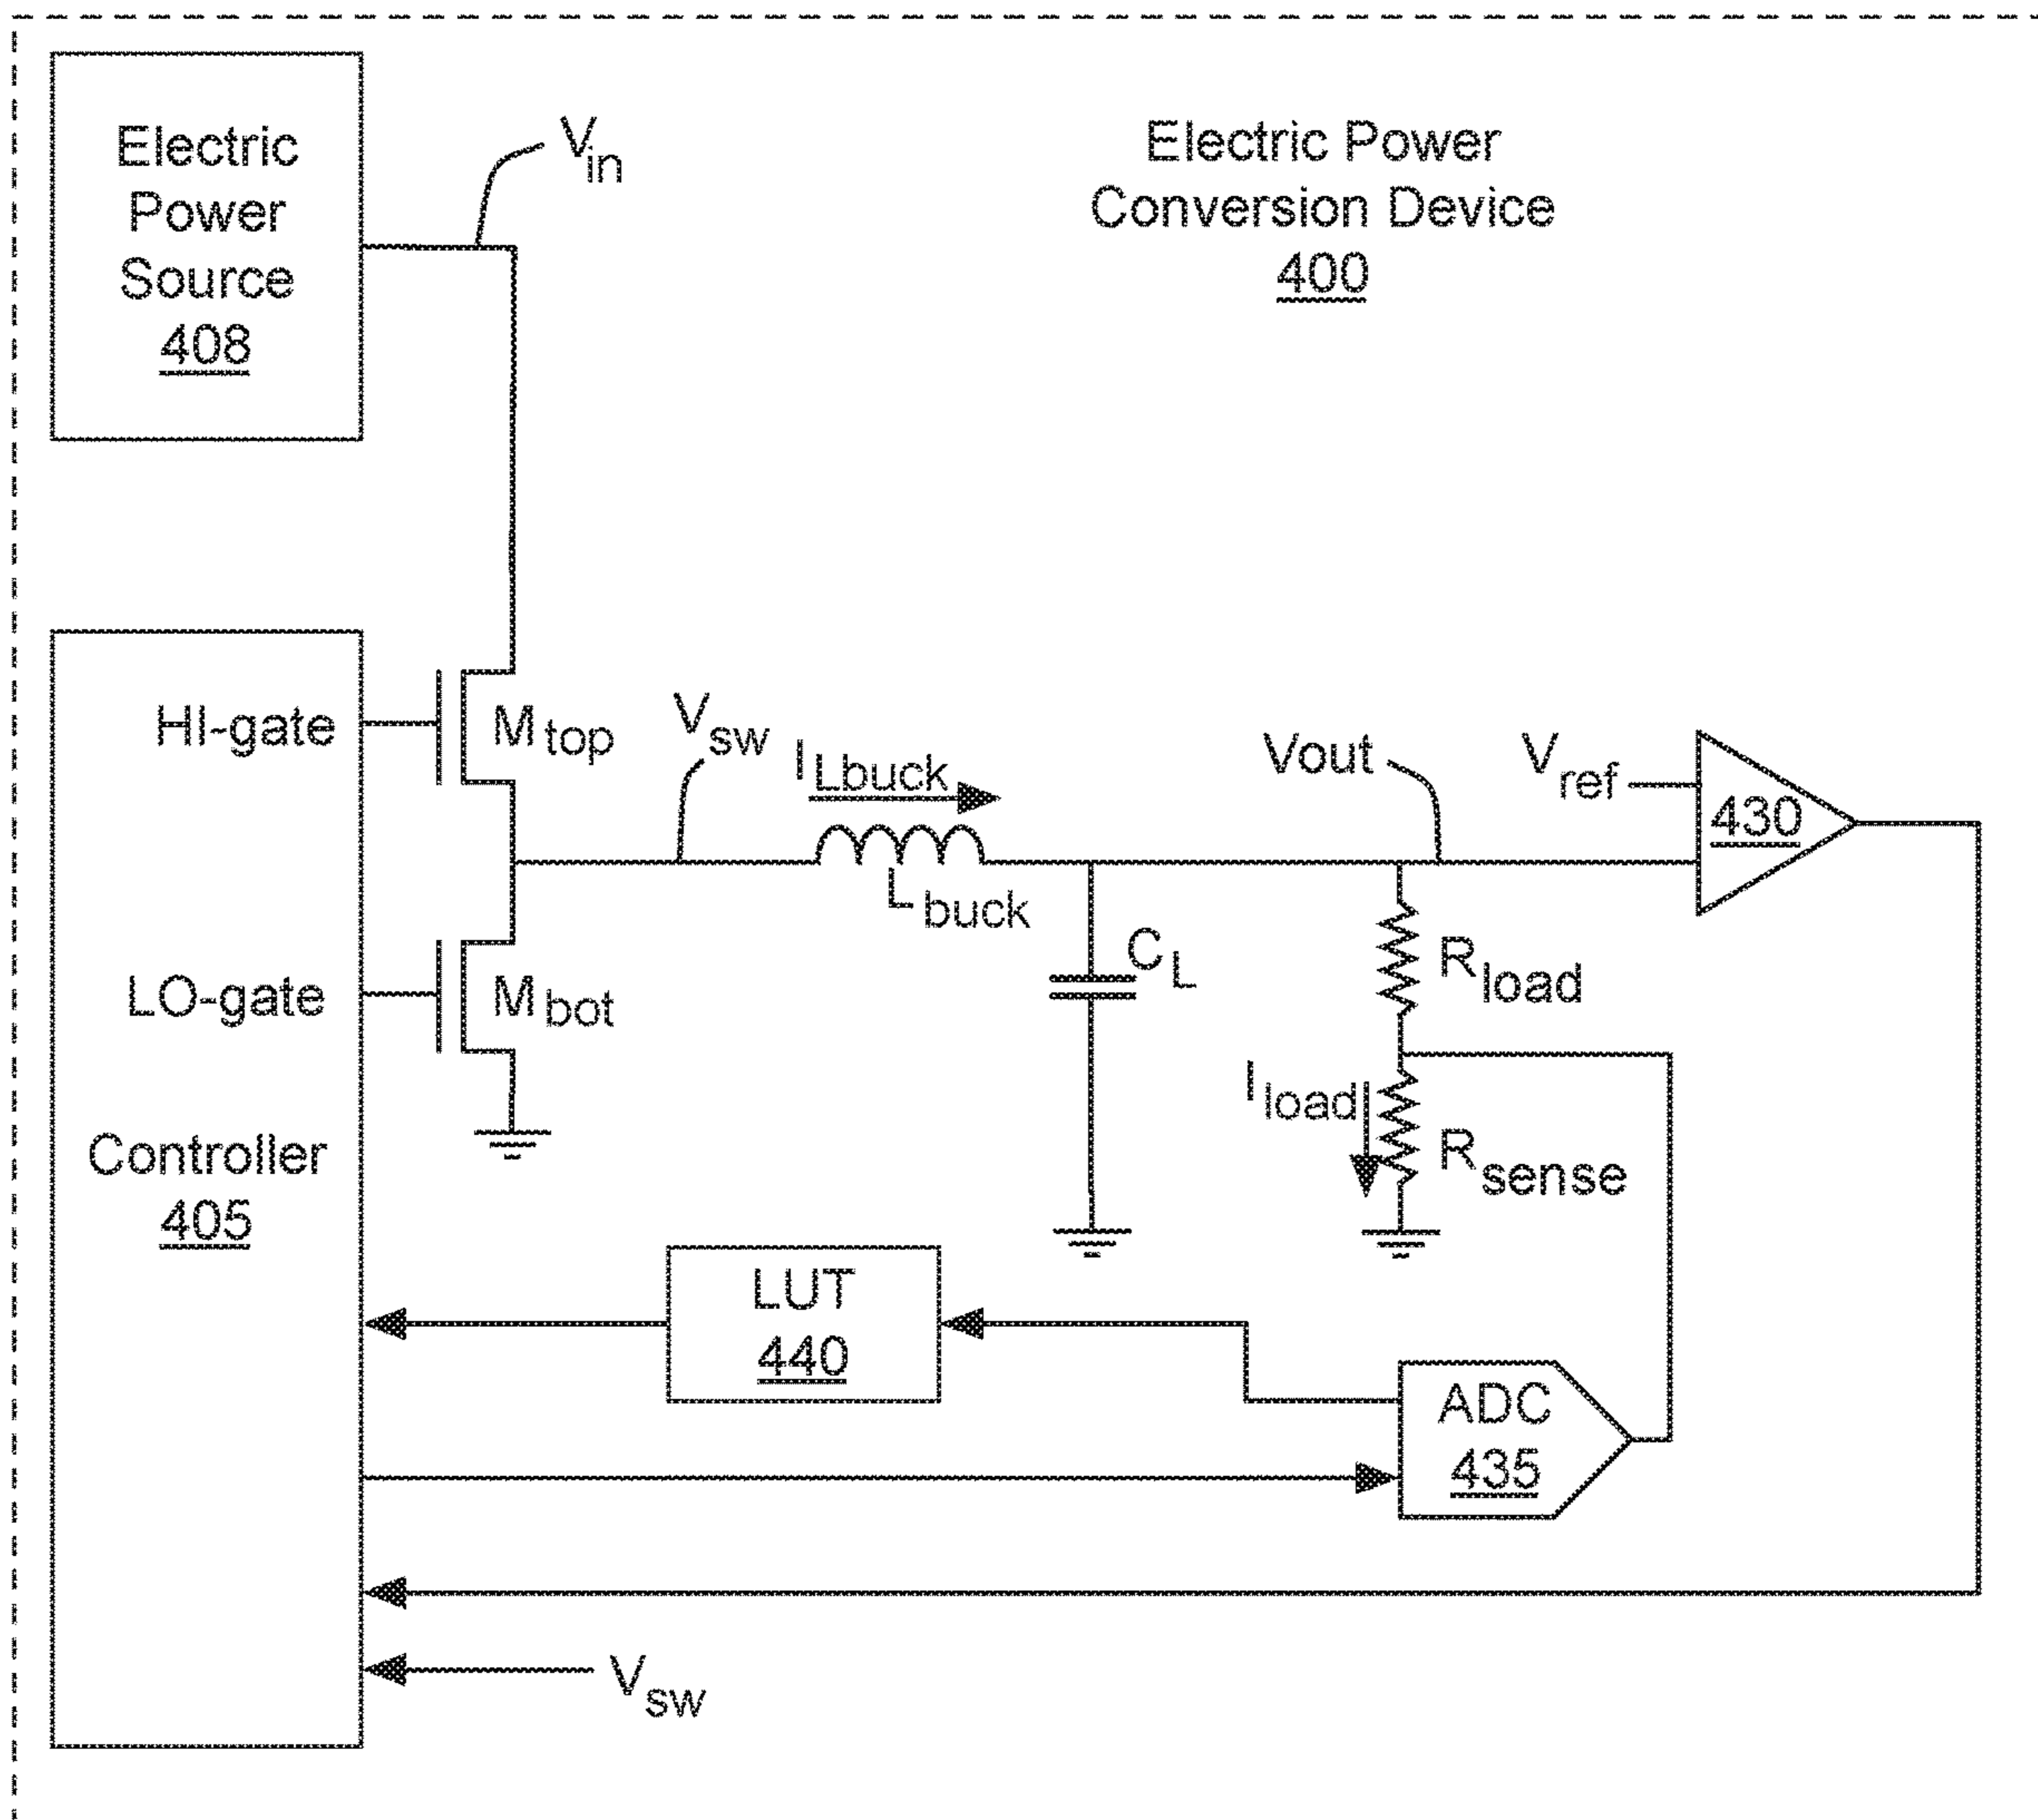 Electric
Power
Source
408
Vin
Electric Power
Conversion Device
400
HI-gate
Mtop
Vsw
ILbuck
Lbuck
Vout
Vref
430
LO-gate
Mbot
CL
Rload
Iload
Rsense
Controller
405
LUT
440
ADC
435
Vsw